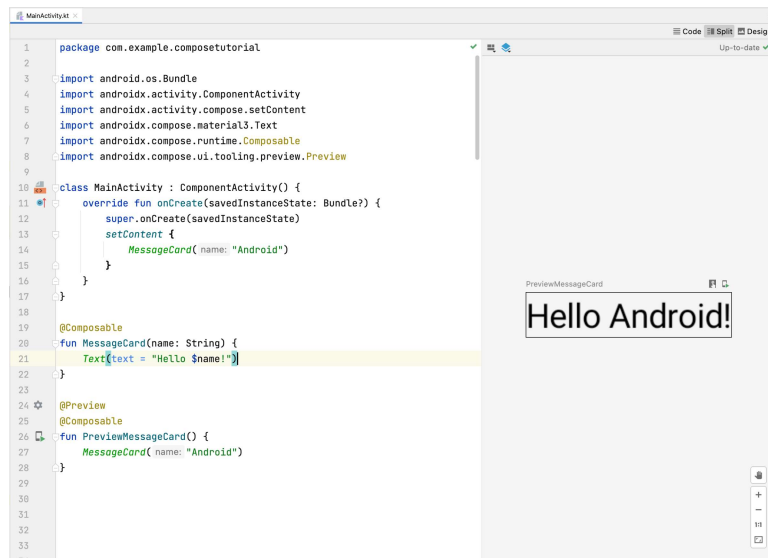 MainActivity.kt
Code Split Desig
Up-to-date
1 package com.example.composetutorial
2
3 import android.os.Bundle
4 import androidx.activity.ComponentActivity
5 import androidx.activity.compose.setContent
6 import androidx.compose.material3.Text
7 import androidx.compose.runtime.Composable
8 import androidx.compose.ui.tooling.preview.Preview
9
10 class MainActivity : ComponentActivity() {
11 override fun onCreate(savedInstanceState: Bundle?) {
12 super.onCreate(savedInstanceState)
13 setContent {
14 MessageCard( name: "Android")
15 }
16 }
17 }
18
19 @Composable
20 fun MessageCard(name: String) {
21 Text(text = "Hello $name!")
22 }
23
24 @Preview
25 @Composable
26 fun PreviewMessageCard() {
27 MessageCard( name: "Android")
28 }
29
30
31
32
33
PreviewMessageCard
Hello Android!
+
−
1:1